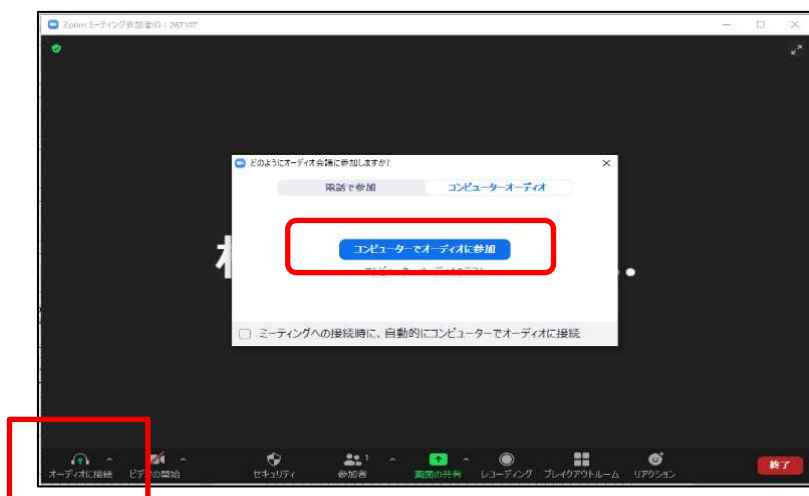 Zoom ミーティング参加者ID：267107
どのようにオーディオ会議に参加しますか?
電話で参加
コンピューターオーディオ
コンピューターでオーディオに参加
ミーティングへの接続時に、自動的にコンピューターでオーディオに接続
オーディオに接続
ビデオの開始
セキュリティ
1
参加者
画面の共有
レコーディング
ブレイクアウトルーム
リアクション
終了